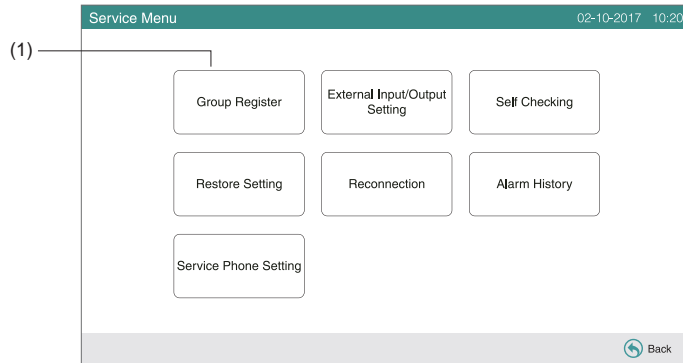 Service Menu 02-10-2017 10:20
(1)
Group Register
External Input/Output
Setting
Self Checking
Restore Setting
Reconnection
Alarm History
Service Phone Setting
Back